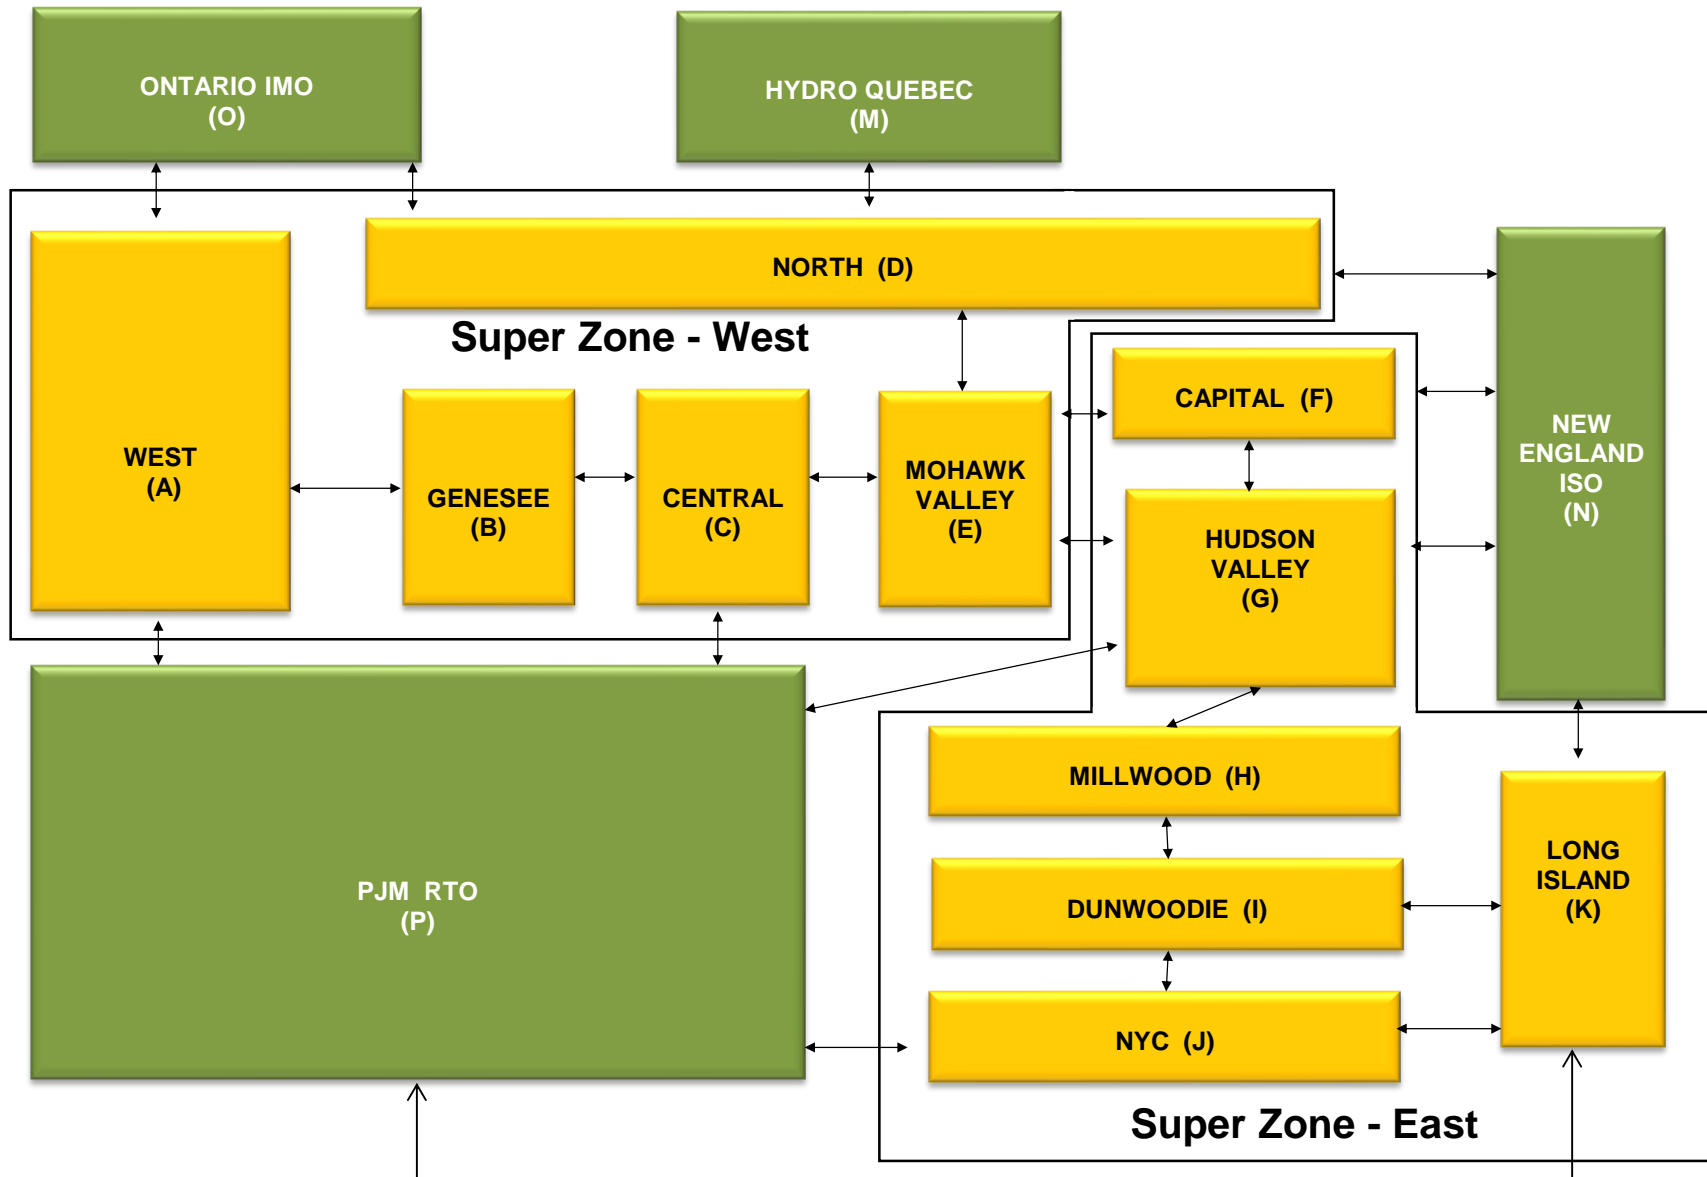 ONTARIO IMO
(O)
HYDRO QUEBEC
(M)
NORTH (D)
Super Zone - West
WEST
(A)
GENESEE
(B)
CENTRAL
(C)
MOHAWK
VALLEY
(E)
CAPITAL (F)
HUDSON
VALLEY
(G)
NEW
ENGLAND
ISO
(N)
MILLWOOD (H)
PJM RTO
(P)
DUNWOODIE (I)
LONG
ISLAND
(K)
NYC (J)
Super Zone - East